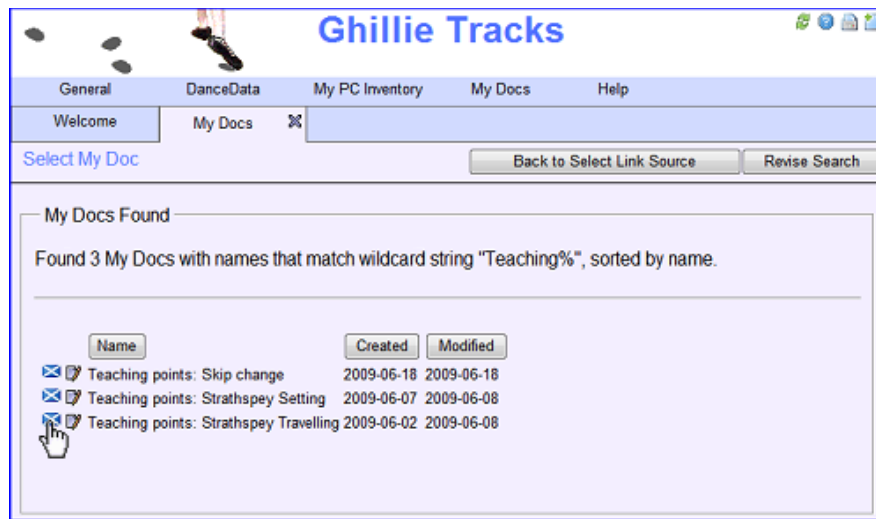 Ghillie Tracks
General DanceData My PC Inventory My Docs Help
Welcome My Docs
Select My Doc Back to Select Link Source Revise Search
My Docs Found
Found 3 My Docs with names that match wildcard string "Teaching%", sorted by name.
Name Created Modified
Teaching points: Skip change 2009-06-18 2009-06-18
Teaching points: Strathspey Setting 2009-06-07 2009-06-08
Teaching points: Strathspey Travelling 2009-06-02 2009-06-08